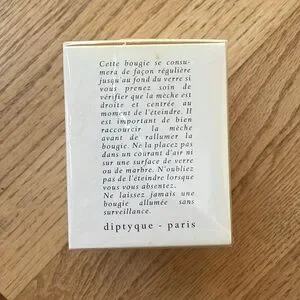 Cette bougie se consu-
mera de façon régulière
jusqu'au fond du verre si
vous prenez soin de
vérifier que la mèche est
droite et centrée au
moment de l'éteindre. Il
est important de bien
raccourcir la mèche
avant de rallumer la
bougie. Ne la placez pas
dans un courant d'air ni
sur une surface de verre
ou de marbre. N'oubliez
pas de l'éteindre lorsque
vous vous absentez.
Ne laissez jamais une
bougie allumée sans
surveillance.
diptyque - paris